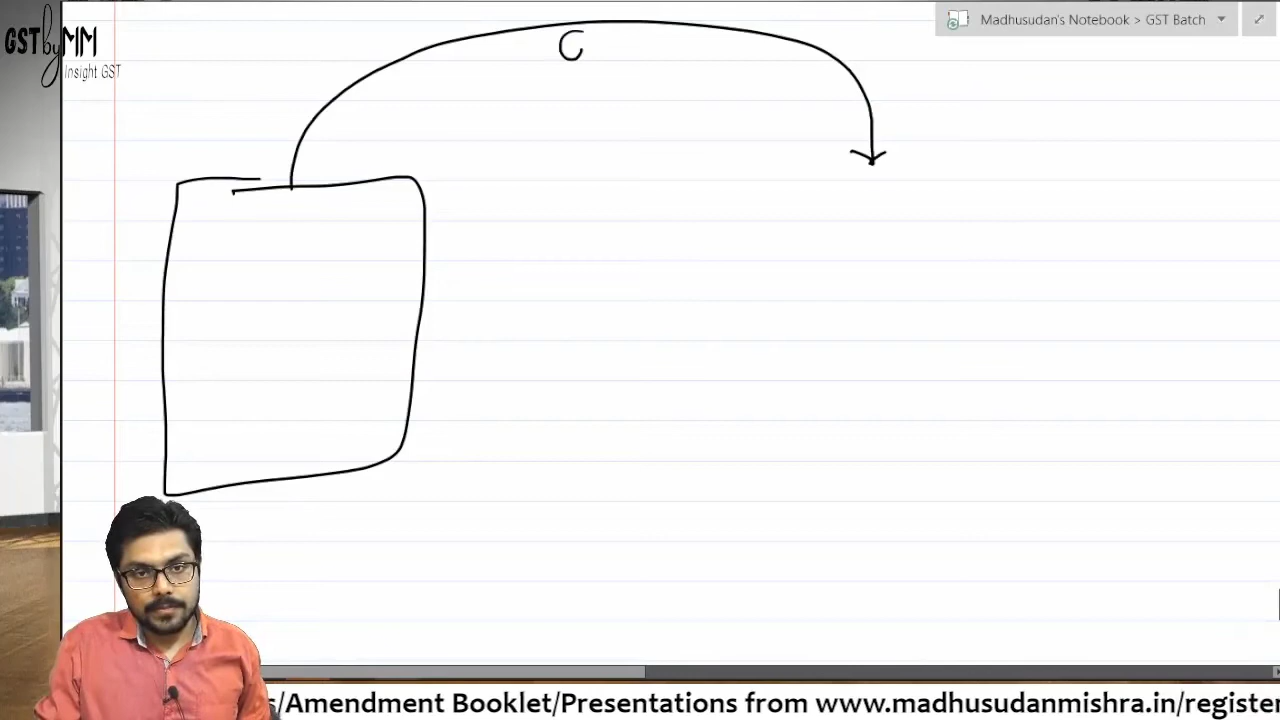 GST by MM
Insight GST
Madhusudan's Notebook > GST Batch
C
s/Amendment Booklet/Presentations from www.madhusudanmishra.in/register